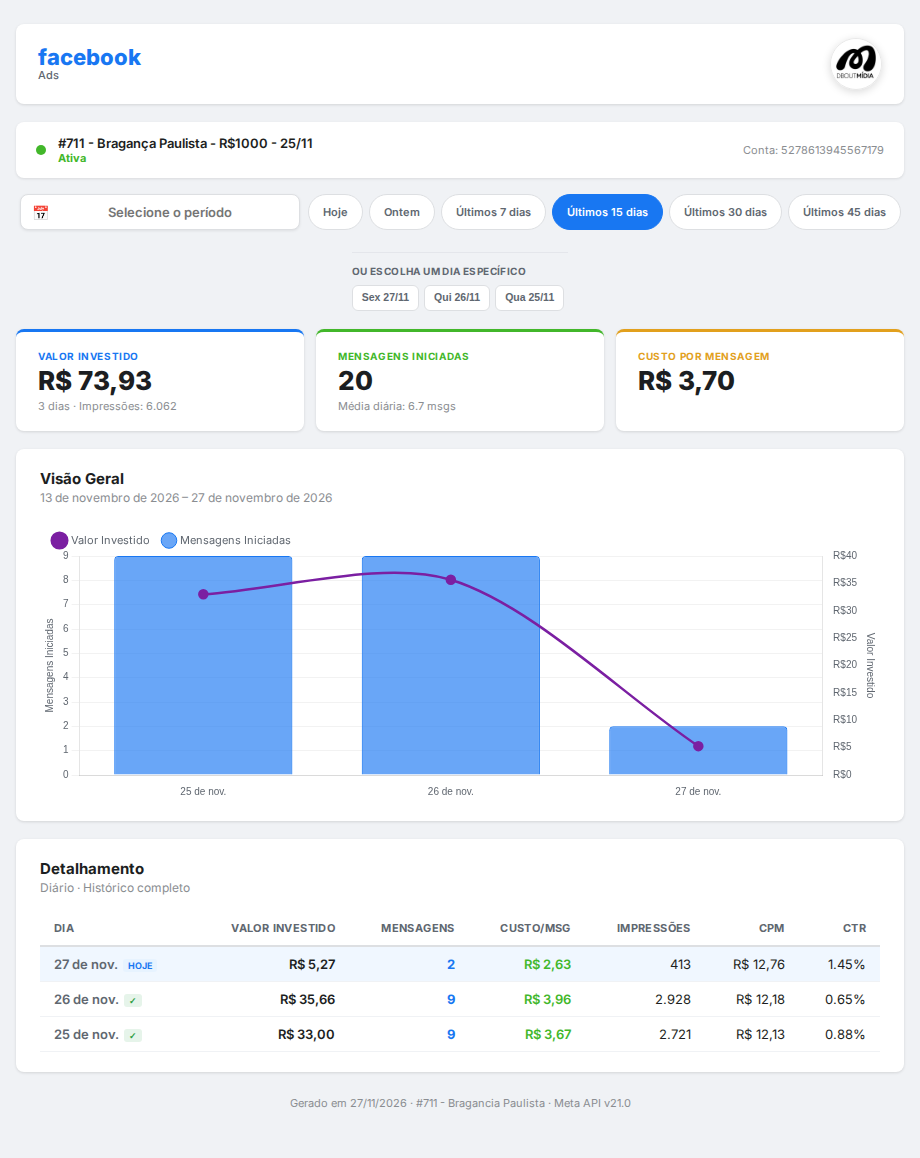 facebook
Ads
DBOUTMÍDIA
#711 - Bragança Paulista - R$1000 - 25/11
Ativa
Conta: 5278613945567179
Selecione o período
Hoje
Ontem
Últimos 7 dias
Últimos 15 dias
Últimos 30 dias
Últimos 45 dias
OU ESCOLHA UM DIA ESPECÍFICO
Sex 27/11
Qui 26/11
Qua 25/11
VALOR INVESTIDO
R$ 73,93
3 dias · Impressões: 6.062
MENSAGENS INICIADAS
20
Média diária: 6.7 msgs
CUSTO POR MENSAGEM
R$ 3,70
Visão Geral
13 de novembro de 2026 – 27 de novembro de 2026
Valor Investido
Mensagens Iniciadas
9
8
7
6
5
4
3
2
1
0
Mensagens Iniciadas
R$40
R$35
R$30
R$25
R$20
R$15
R$10
R$5
R$0
Valor Investido
25 de nov.
26 de nov.
27 de nov.
Detalhamento
Diário · Histórico completo
DIA VALOR INVESTIDO MENSAGENS CUSTO/MSG IMPRESSÕES CPM CTR
27 de nov. HOJE R$ 5,27 2 R$ 2,63 413 R$ 12,76 1.45%
26 de nov. ✓ R$ 35,66 9 R$ 3,96 2.928 R$ 12,18 0.65%
25 de nov. ✓ R$ 33,00 9 R$ 3,67 2.721 R$ 12,13 0.88%
Gerado em 27/11/2026 · #711 - Bragancia Paulista · Meta API v21.0